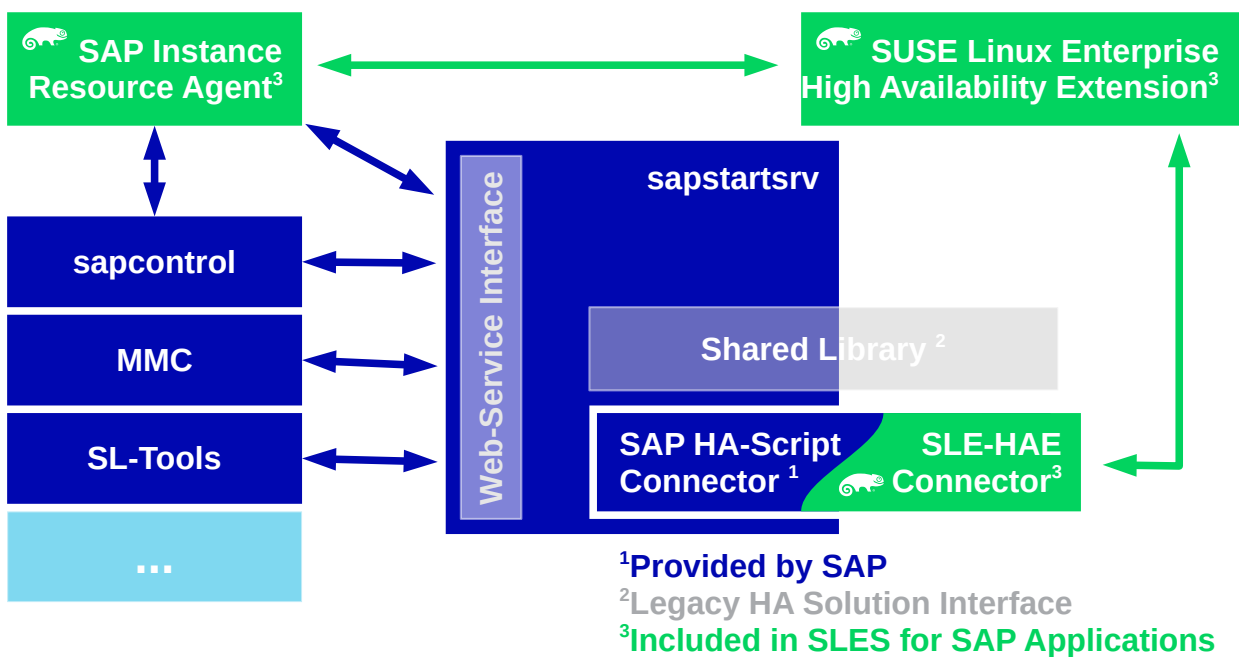 SAP Instance
Resource Agent³
SUSE Linux Enterprise
High Availability Extension³
sapstartsrv
Web-Service Interface
sapcontrol
MMC
SL-Tools
...
Shared Library ²
SAP HA-Script
Connector ¹
SLE-HAE
Connector³
¹Provided by SAP
²Legacy HA Solution Interface
³Included in SLES for SAP Applications